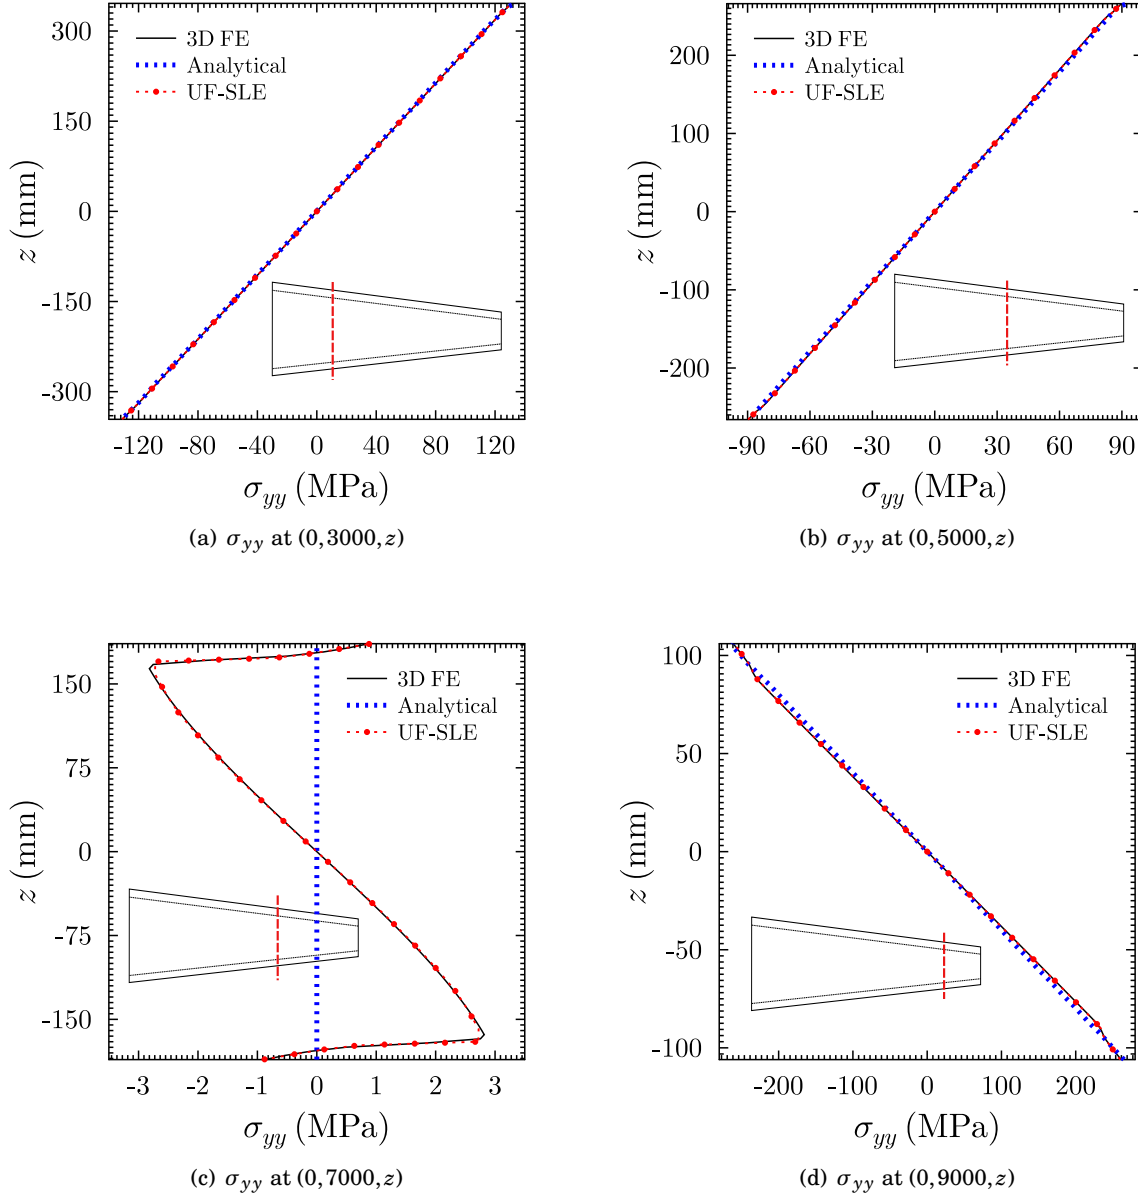 300
150
0
-150
-300
z (mm)
3D FE
Analytical
UF-SLE
-120 -80 -40 0 40 80 120
σyy (MPa)
(a) σyy at (0,3000,z)
200
100
0
-100
-200
z (mm)
3D FE
Analytical
UF-SLE
-90 -60 -30 0 30 60 90
σyy (MPa)
(b) σyy at (0,5000,z)
150
75
0
-75
-150
z (mm)
3D FE
Analytical
UF-SLE
-3 -2 -1 0 1 2 3
σyy (MPa)
(c) σyy at (0,7000,z)
100
50
0
-50
-100
z (mm)
3D FE
Analytical
UF-SLE
-200 -100 0 100 200
σyy (MPa)
(d) σyy at (0,9000,z)